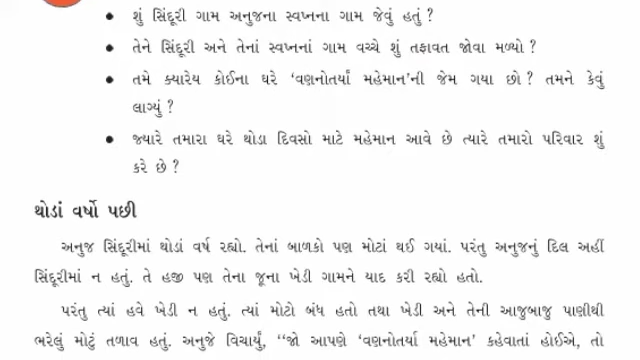 • શું સિંદૂરી ગામ અનુજના સ્વપ્નના ગામ જેવું હતું ?
• તેને સિંદૂરી અને તેનાં સ્વપ્નનાં ગામ વચ્ચે શું તફાવત જોવા મળ્યો ?
• તમે ક્યારેય કોઈના ઘરે ‘વણનોતર્યાં મહેમાન’ની જેમ ગયા છો ? તમને કેવું
લાગ્યું ?
• જ્યારે તમારા ઘરે થોડા દિવસો માટે મહેમાન આવે છે ત્યારે તમારો પરિવાર શું
કરે છે ?
થોડાં વર્ષો પછી
અનુજ સિંદૂરીમાં થોડાં વર્ષ રહ્યો. તેનાં બાળકો પણ મોટાં થઈ ગયાં. પરંતુ અનુજનું દિલ અહીં
સિંદૂરીમાં ન હતું. તે હજી પણ તેના જૂના ખેડી ગામને યાદ કરી રહ્યો હતો.
પરંતુ ત્યાં હવે ખેડી ન હતું. ત્યાં મોટો બંધ હતો તથા ખેડી અને તેની આજુબાજુ પાણીથી
ભરેલું મોટું તળાવ હતું. અનુજે વિચાર્યું, ‘‘જો આપણે ‘વણનોતર્યા મહેમાન’ કહેવાતાં હોઈએ, તો